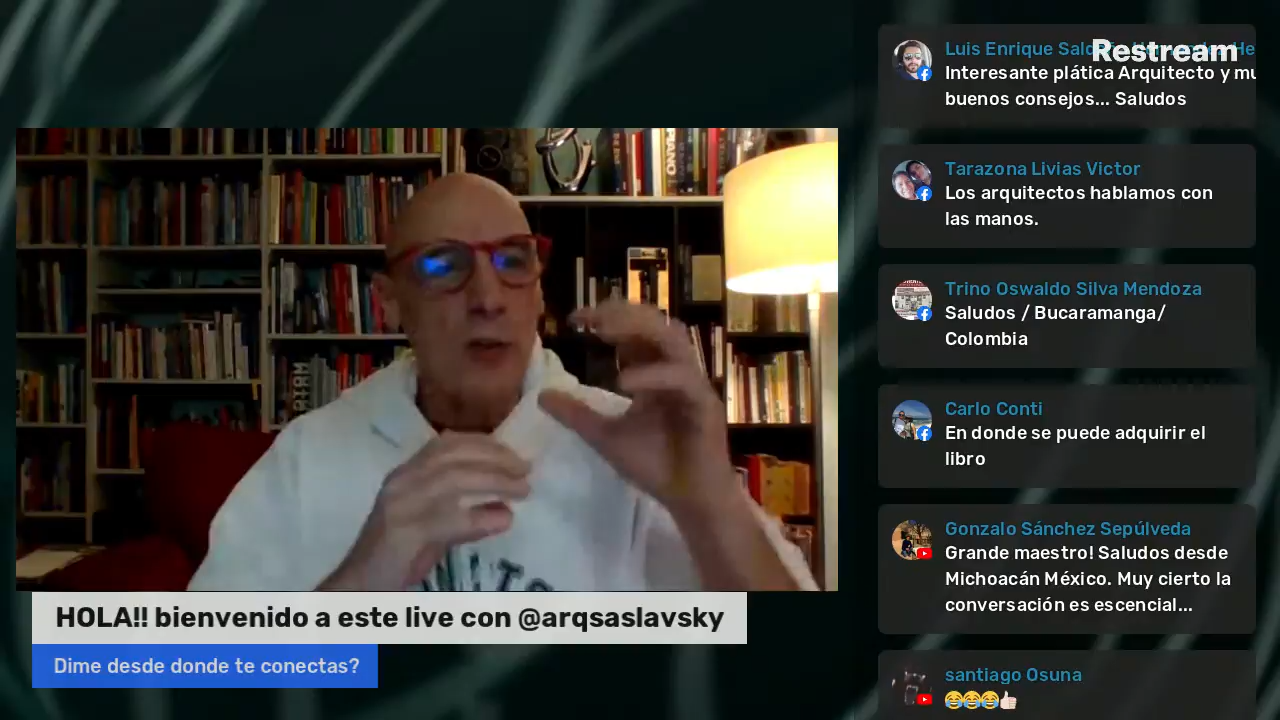 Restream
Luis Enrique
Interesante plática Arquitecto y mu
buenos consejos... Saludos
Tarazona Livias Victor
Los arquitectos hablamos con
las manos.
Trino Oswaldo Silva Mendoza
Saludos / Bucaramanga/
Colombia
Carlo Conti
En donde se puede adquirir el
libro
Gonzalo Sánchez Sepúlveda
Grande maestro! Saludos desde
Michoacán México. Muy cierto la
conversación es escencial...
santiago Osuna
😂😂😂👍🏻
HOLA!! bienvenido a este live con @arqsaslavsky
Dime desde donde te conectas?